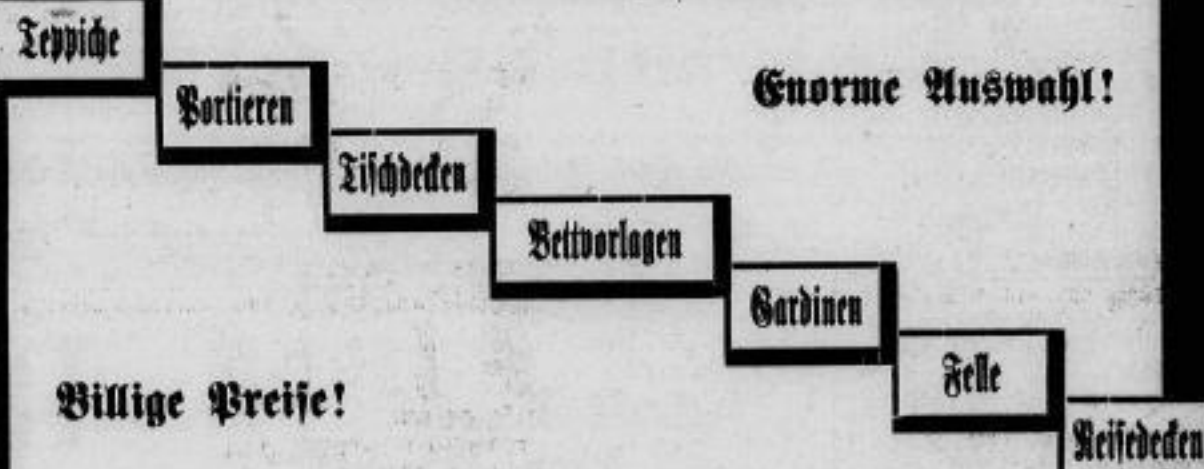 Teppiche
Enorme Auswahl!
Portieren
Tischdecken
Bettvorlagen
Gardinen
Felle
Billige Preise!
Reisedecken